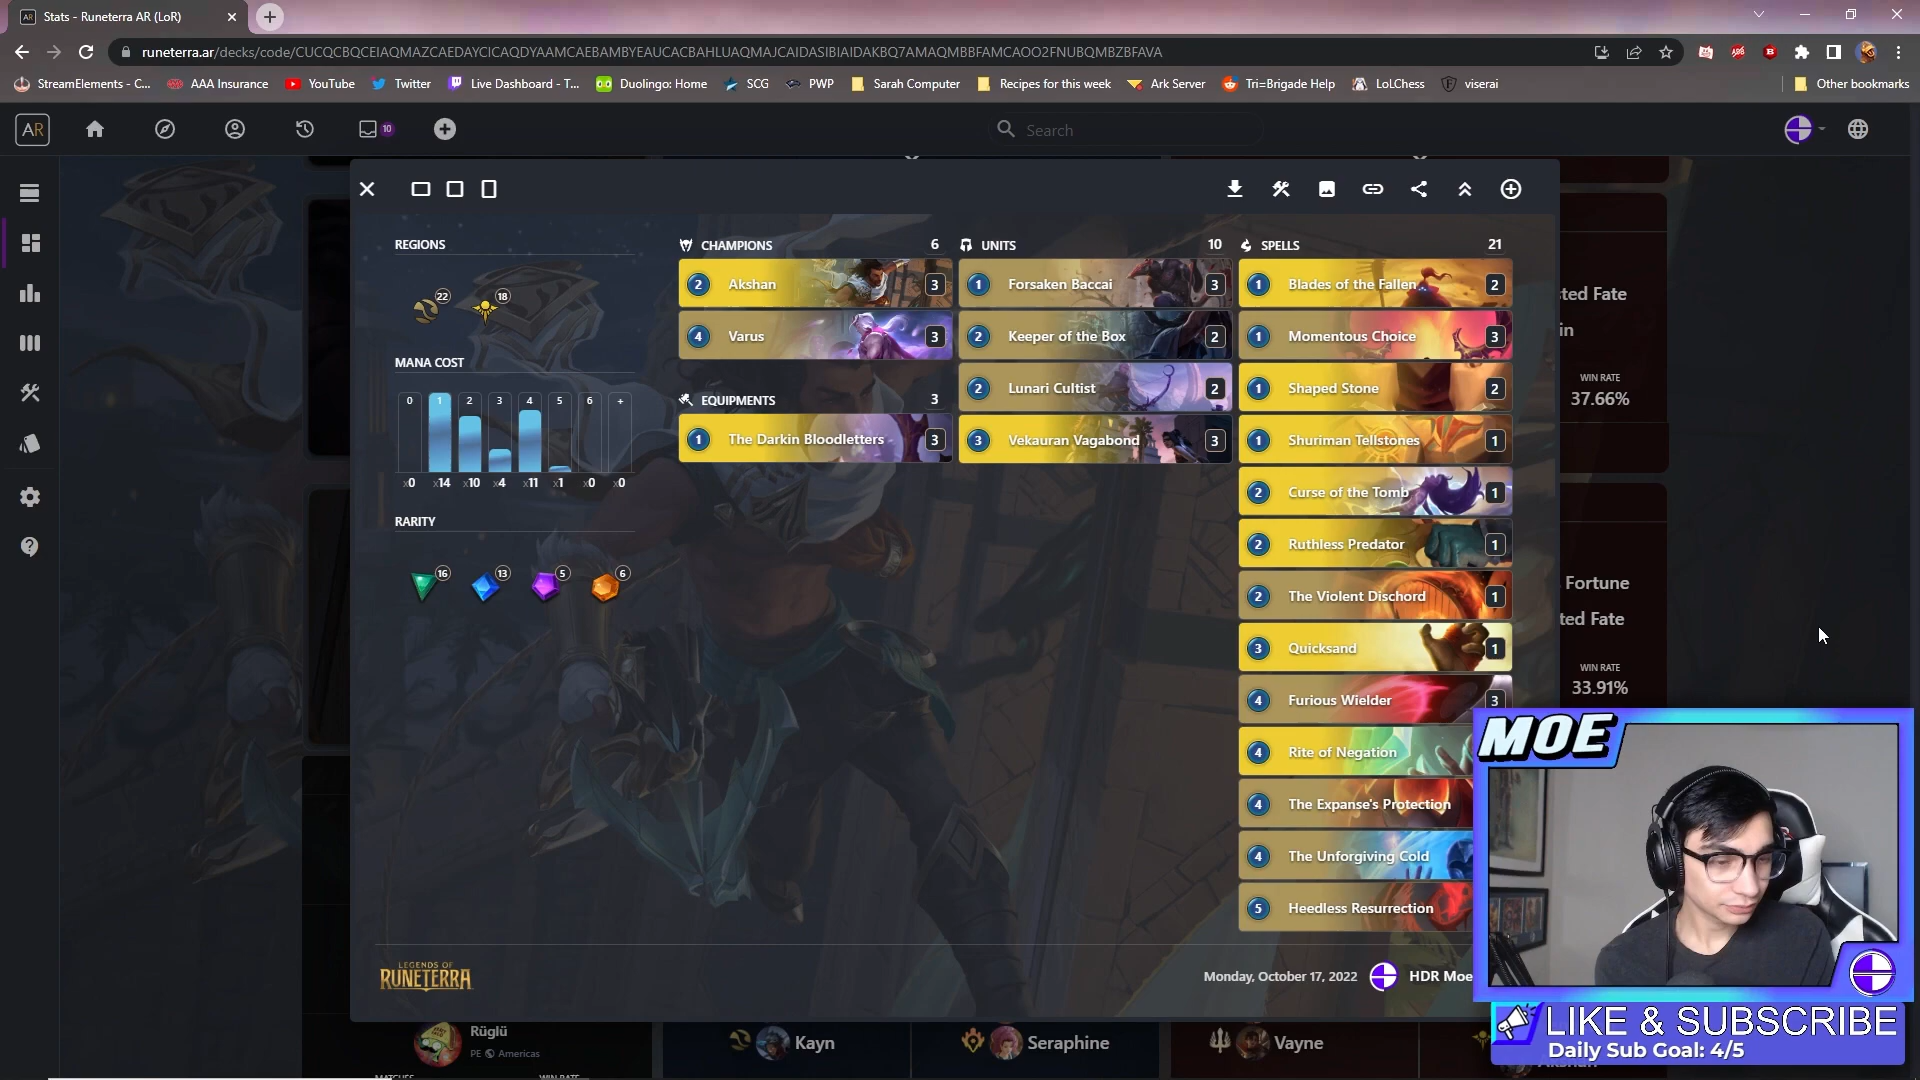 Stats - Runeterra AR (LoR)
runeterra.ar/decks/code/CUCQCBQCEIAQMAZCAEDAYCICAQDYAAMCAEBAMBYEAUCACBAHLUAQMAJCAIDASIBIAIDAKBQ7AMAQMBBFAMCAOO2FNUBQMBZBFAVA
StreamElements - C... AAA Insurance YouTube Twitter Live Dashboard - T... Duolingo: Home SCG PWP Sarah Computer Recipes for this week Ark Server Tri=Brigade Help LoLChess viserai Other bookmarks
AR 10 Search
REGIONS
22 18
MANA COST
0 1 2 3 4 5 6 +
x0 x14 x10 x4 x11 x1 x0 x0
RARITY
16 13 5 6
CHAMPIONS 6
2 Akshan 3
4 Varus 3
EQUIPMENTS 3
1 The Darkin Bloodletters 3
UNITS 10
1 Forsaken Baccai 3
2 Keeper of the Box 2
2 Lunari Cultist 2
3 Vekauran Vagabond 3
SPELLS 21
1 Blades of the Fallen 2
1 Momentous Choice 3
1 Shaped Stone 2
1 Shuriman Tellstones 1
2 Curse of the Tomb 1
2 Ruthless Predator 1
2 The Violent Dischord 1
3 Quicksand 1
4 Furious Wielder 3
4 Rite of Negation
4 The Expanse's Protection
4 The Unforgiving Cold
5 Heedless Resurrection
LEGENDS OF
RUNETERRA
Monday, October 17, 2022 HDR Moe
ted Fate
in
WIN RATE
37.66%
Fortune
ted Fate
WIN RATE
33.91%
MOE
LIKE & SUBSCRIBE
Daily Sub Goal: 4/5
Rüglü
PE Americas
Kayn
Seraphine
Vayne